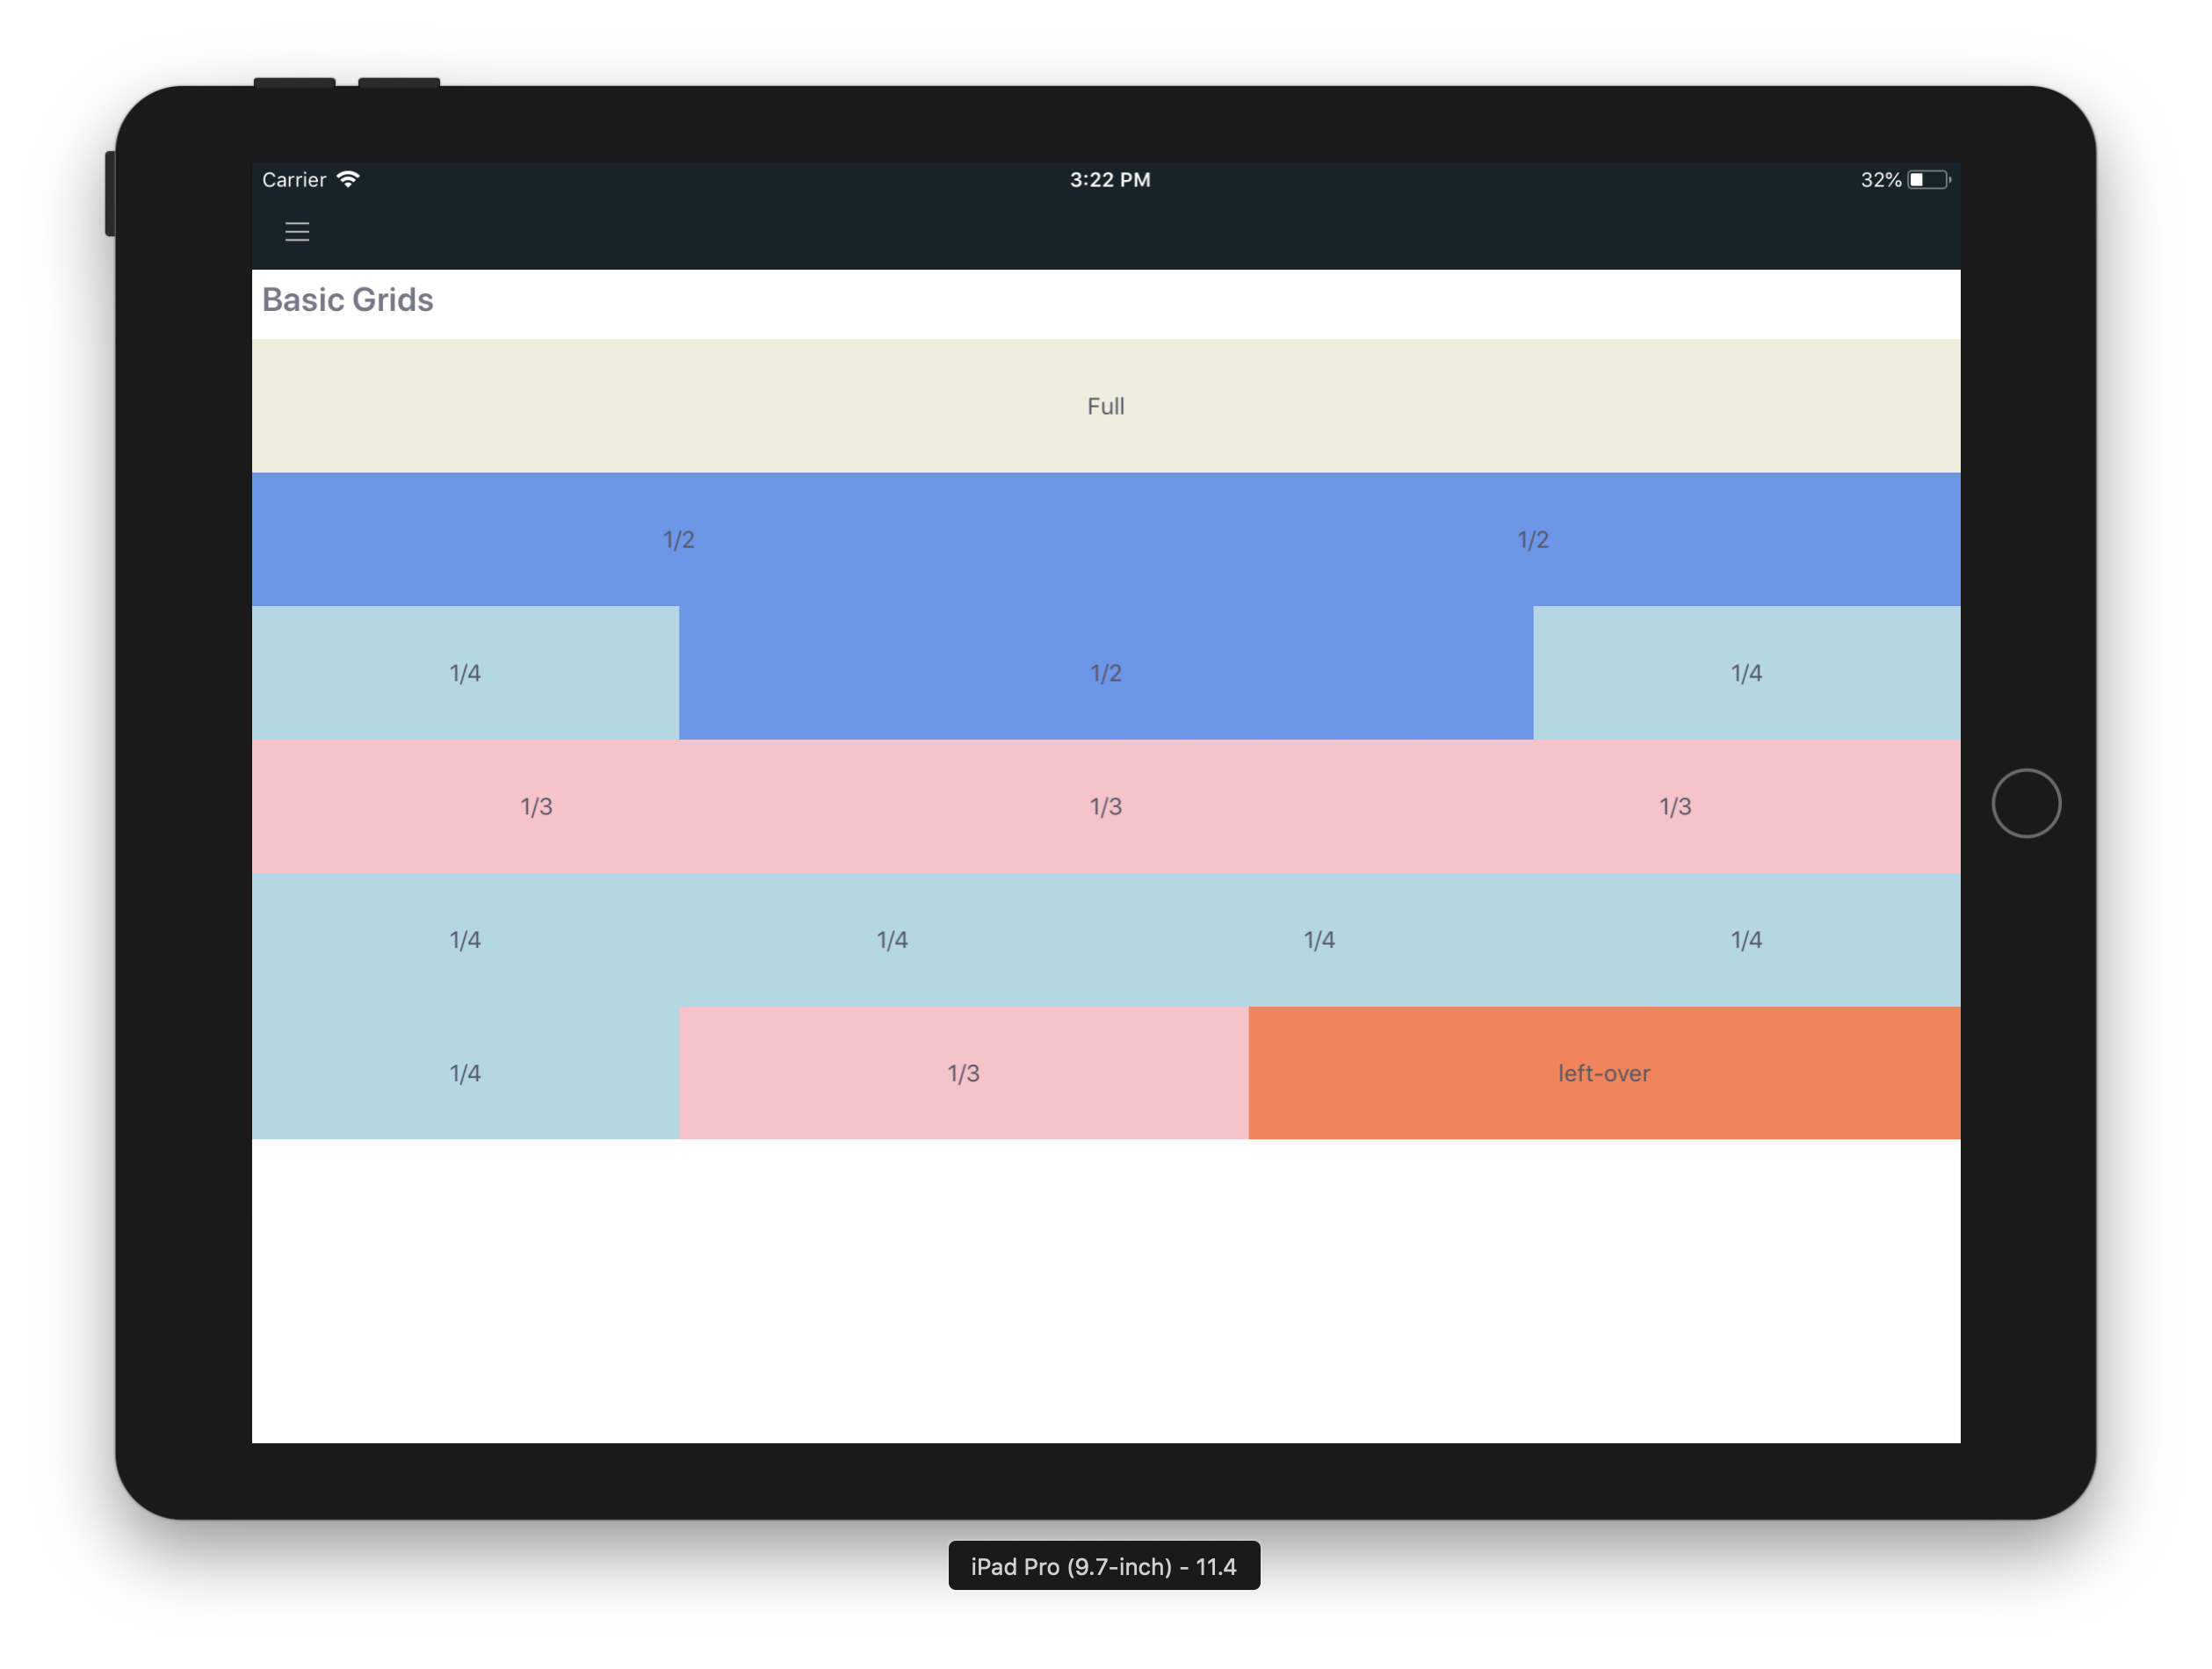 Carrier 3:22 PM 32%
Basic Grids
Full
1/2 1/2
1/4 1/2 1/4
1/3 1/3 1/3
1/4 1/4 1/4 1/4
1/4 1/3 left-over
iPad Pro (9.7-inch) - 11.4